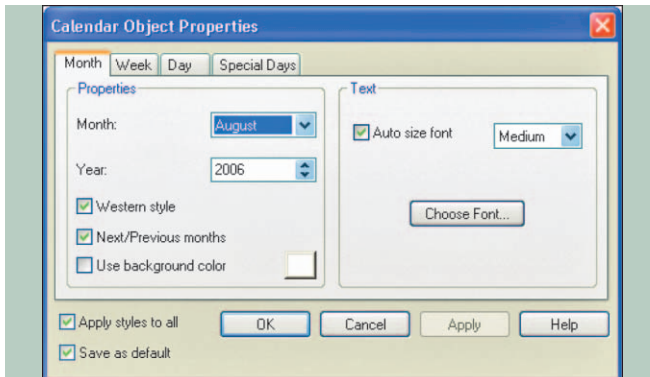 Calendar Object Properties
Month Week Day Special Days
Properties
Month: August
Year: 2006
Western style
Next/Previous months
Use background color
Text
Auto size font Medium
Choose Font...
Apply styles to all OK Cancel Apply Help
Save as default